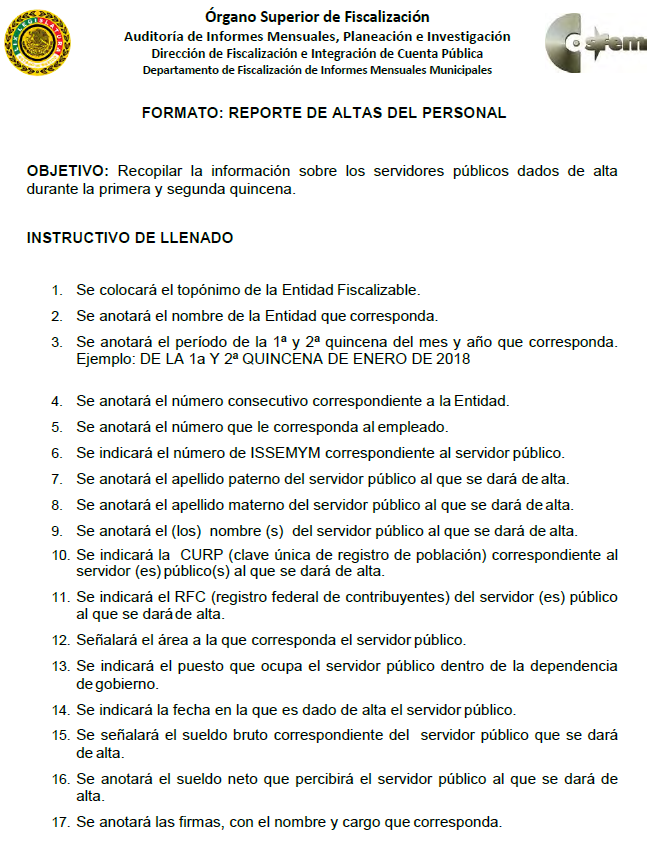 Órgano Superior de Fiscalización
Auditoría de Informes Mensuales, Planeación e Investigación
Dirección de Fiscalización e Integración de Cuenta Pública
Departamento de Fiscalización de Informes Mensuales Municipales
LIX LEGISLATURA
osfem
FORMATO: REPORTE DE ALTAS DEL PERSONAL
OBJETIVO: Recopilar la información sobre los servidores públicos dados de alta
durante la primera y segunda quincena.
INSTRUCTIVO DE LLENADO
1. Se colocará el topónimo de la Entidad Fiscalizable.
2. Se anotará el nombre de la Entidad que corresponda.
3. Se anotará el período de la 1ª y 2ª quincena del mes y año que corresponda.
Ejemplo: DE LA 1a Y 2ª QUINCENA DE ENERO DE 2018
4. Se anotará el número consecutivo correspondiente a la Entidad.
5. Se anotará el número que le corresponda al empleado.
6. Se indicará el número de ISSEMYM correspondiente al servidor público.
7. Se anotará el apellido paterno del servidor público al que se dará de alta.
8. Se anotará el apellido materno del servidor público al que se dará de alta.
9. Se anotará el (los) nombre (s) del servidor público al que se dará de alta.
10. Se indicará la CURP (clave única de registro de población) correspondiente al
servidor (es) público(s) al que se dará de alta.
11. Se indicará el RFC (registro federal de contribuyentes) del servidor (es) público
al que se dará de alta.
12. Señalará el área a la que corresponda el servidor público.
13. Se indicará el puesto que ocupa el servidor público dentro de la dependencia
de gobierno.
14. Se indicará la fecha en la que es dado de alta el servidor público.
15. Se señalará el sueldo bruto correspondiente del servidor público que se dará
de alta.
16. Se anotará el sueldo neto que percibirá el servidor público al que se dará de
alta.
17. Se anotará las firmas, con el nombre y cargo que corresponda.